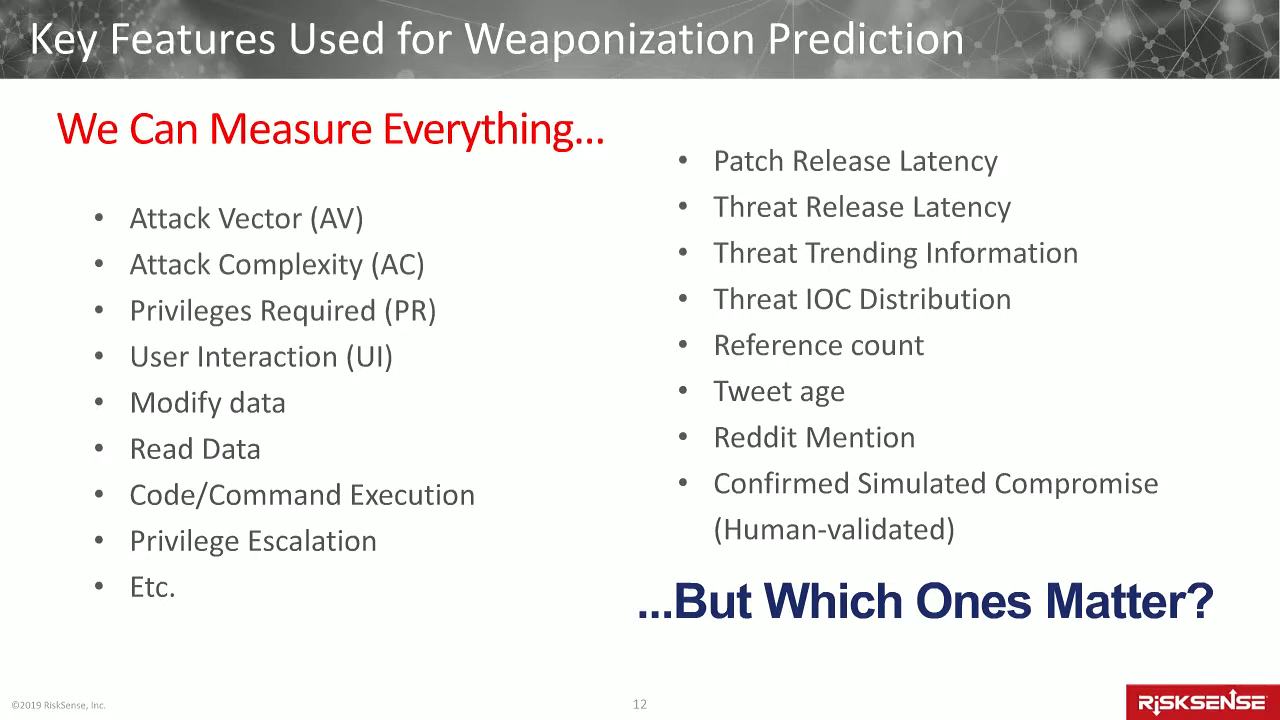 Key Features Used for Weaponization Prediction
We Can Measure Everything...
• Attack Vector (AV)
• Attack Complexity (AC)
• Privileges Required (PR)
• User Interaction (UI)
• Modify data
• Read Data
• Code/Command Execution
• Privilege Escalation
• Etc.
• Patch Release Latency
• Threat Release Latency
• Threat Trending Information
• Threat IOC Distribution
• Reference count
• Tweet age
• Reddit Mention
• Confirmed Simulated Compromise
(Human-validated)
...But Which Ones Matter?
©2019 RiskSense, Inc.
12
RISKSENSE